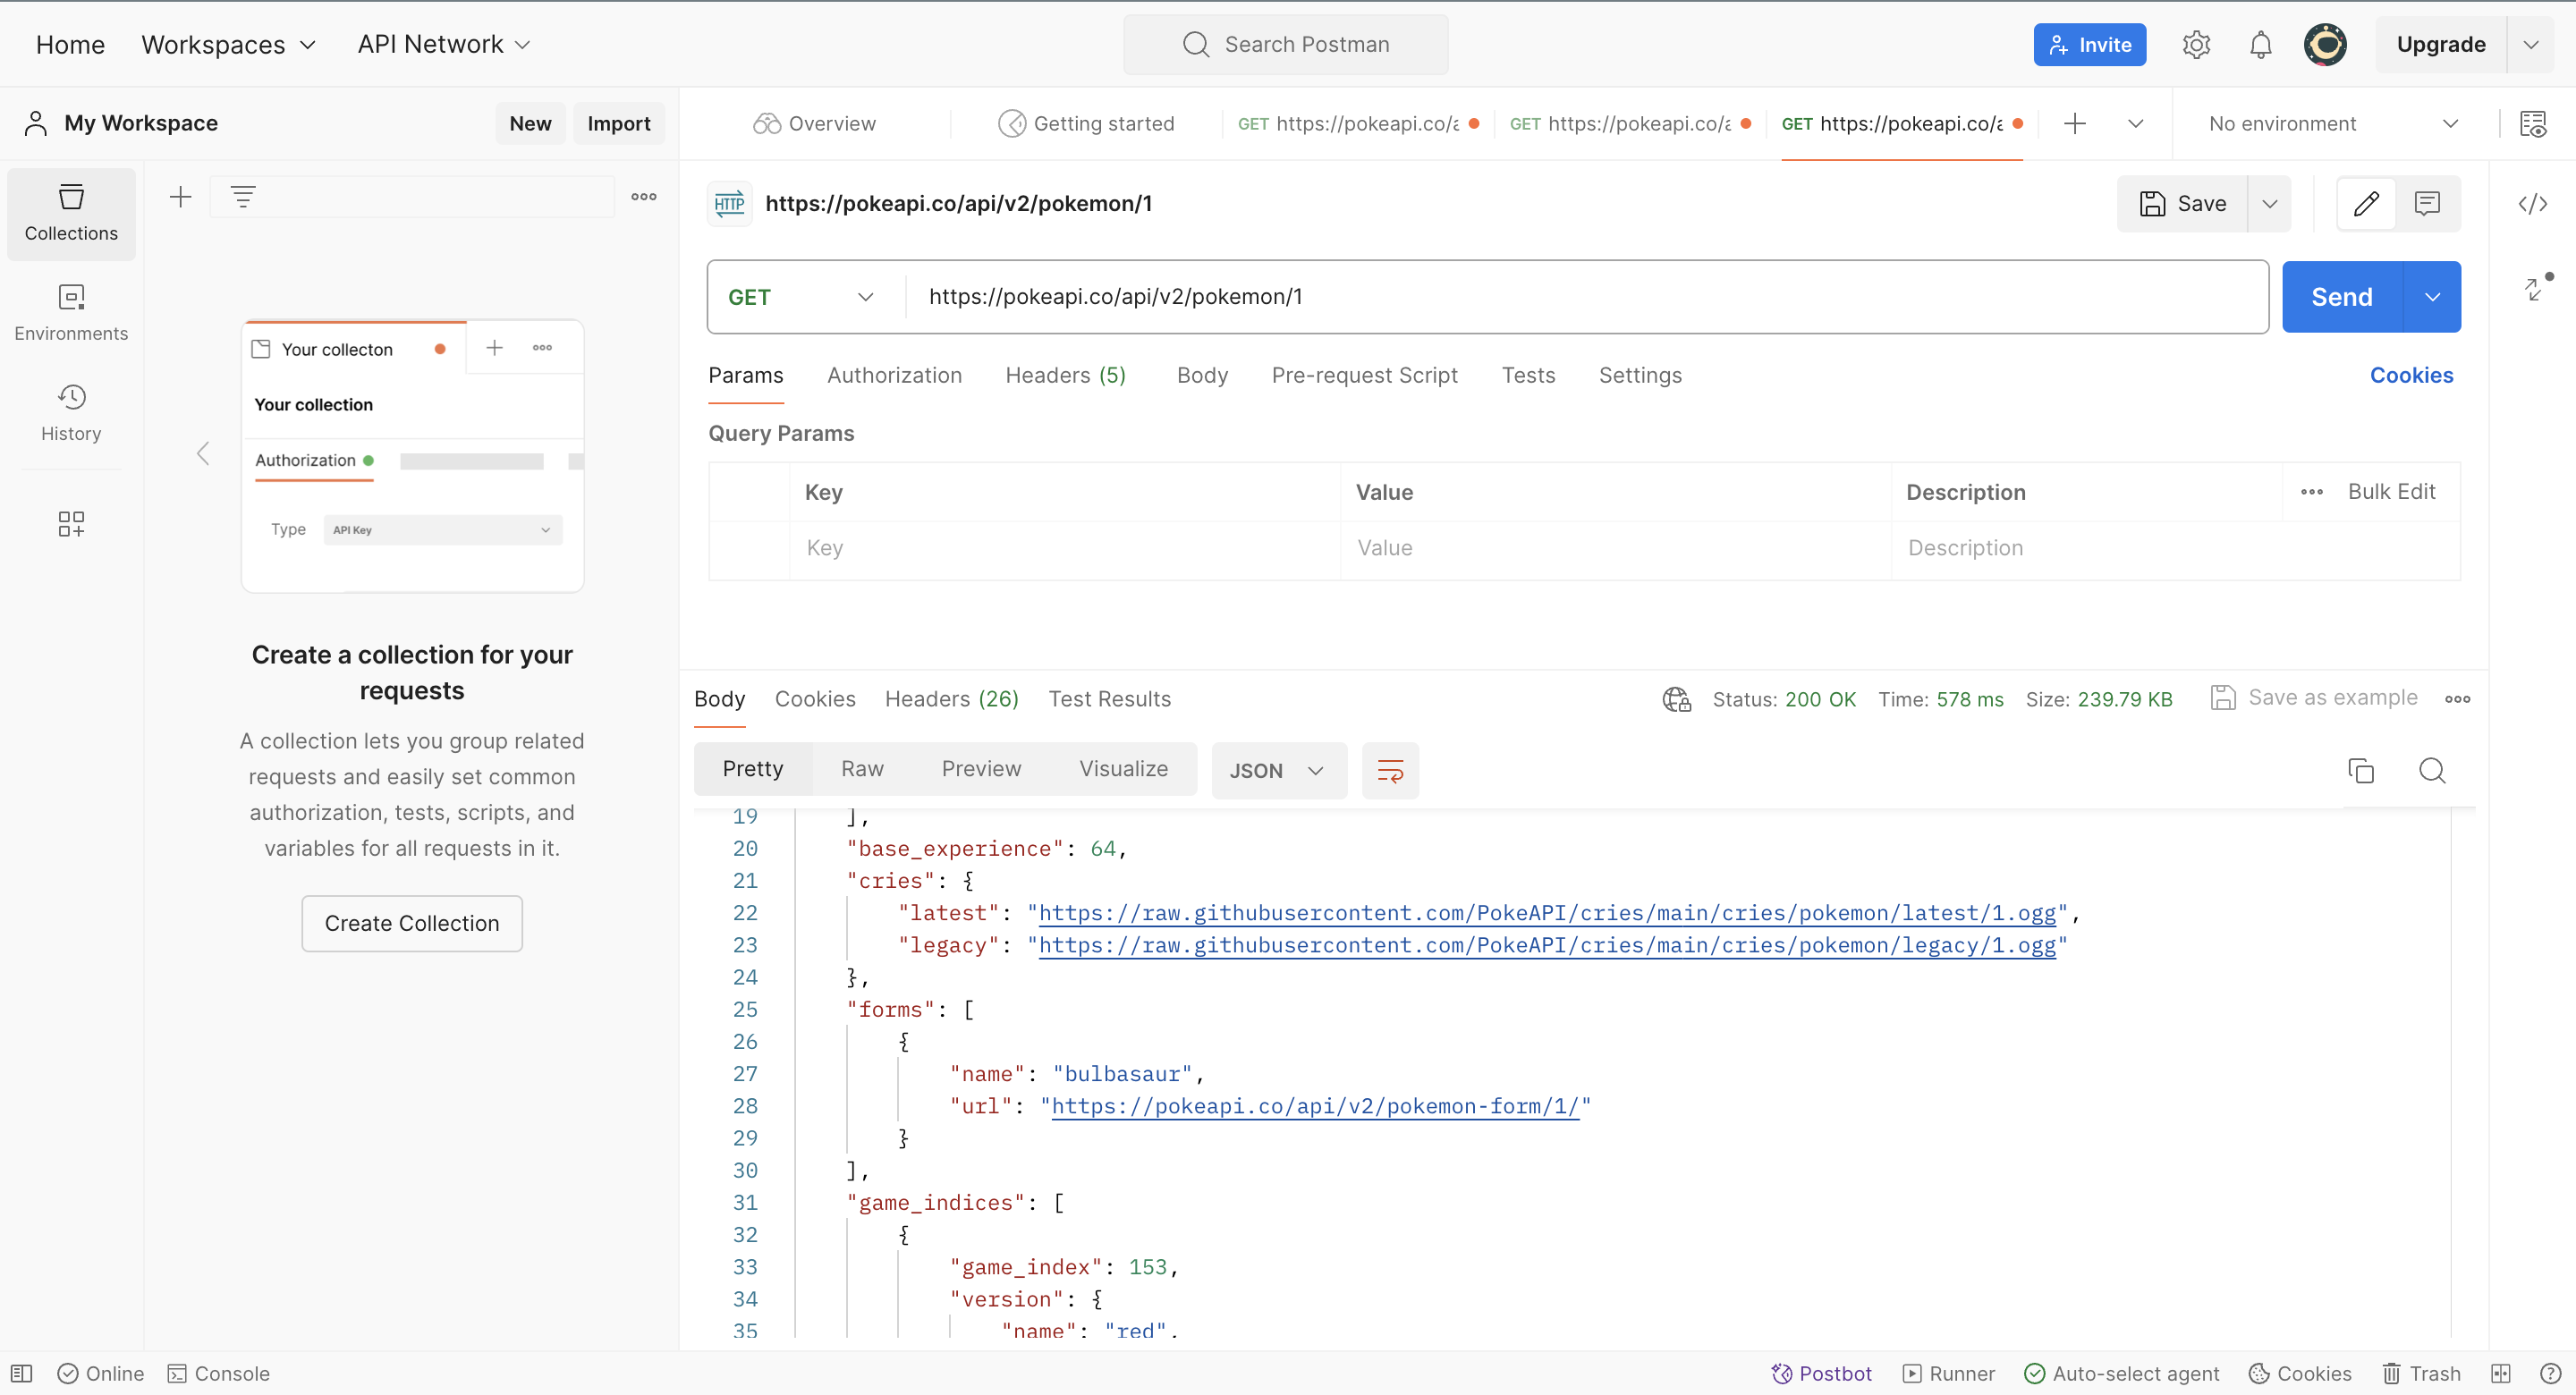 Home Workspaces API Network Search Postman Invite Upgrade
My Workspace New Import
Overview Getting started GET https://pokeapi.co/a GET https://pokeapi.co/a GET https://pokeapi.co/a No environment
Collections
Environments
History
Your collecton
Your collection
Authorization
Type API Key
Create a collection for your
requests
A collection lets you group related
requests and easily set common
authorization, tests, scripts, and
variables for all requests in it.
Create Collection
HTTP https://pokeapi.co/api/v2/pokemon/1 Save
GET https://pokeapi.co/api/v2/pokemon/1 Send
Params Authorization Headers (5) Body Pre-request Script Tests Settings Cookies
Query Params
Key Value Description Bulk Edit
Key Value Description
Body Cookies Headers (26) Test Results Status: 200 OK Time: 578 ms Size: 239.79 KB Save as example
Pretty Raw Preview Visualize JSON
19 ],
20 "base_experience": 64,
21 "cries": {
22 "latest": "https://raw.githubusercontent.com/PokeAPI/cries/main/cries/pokemon/latest/1.ogg",
23 "legacy": "https://raw.githubusercontent.com/PokeAPI/cries/main/cries/pokemon/legacy/1.ogg"
24 },
25 "forms": [
26 {
27 "name": "bulbasaur",
28 "url": "https://pokeapi.co/api/v2/pokemon-form/1/"
29 }
30 ],
31 "game_indices": [
32 {
33 "game_index": 153,
34 "version": {
35 "name": "red",
Online Console Postbot Runner Auto-select agent Cookies Trash